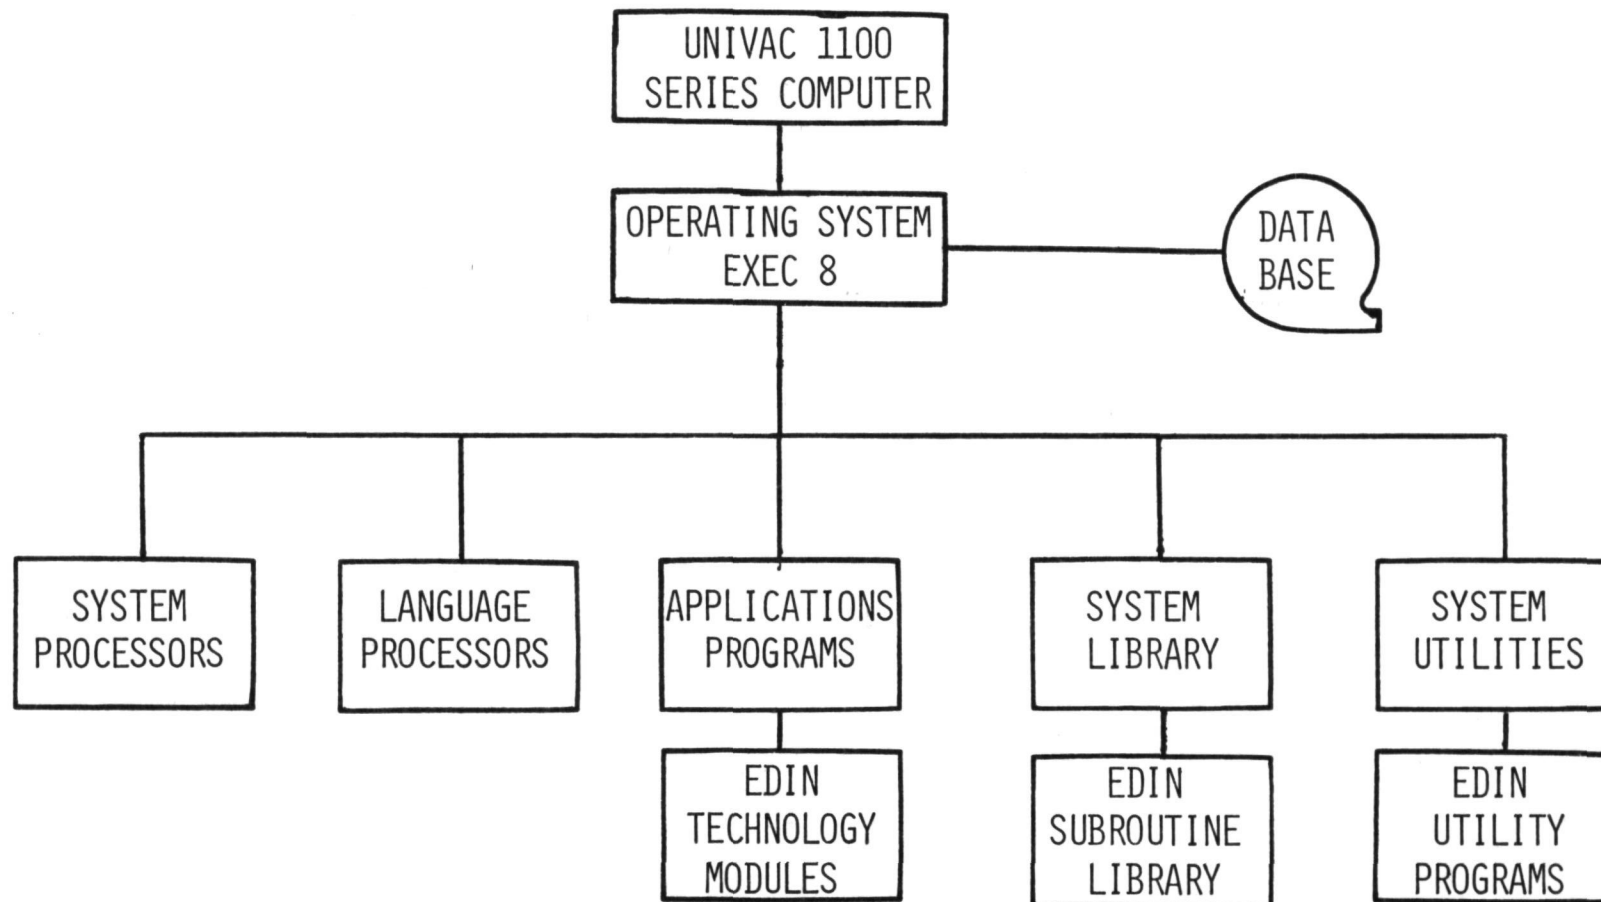 UNIVAC 1100
SERIES COMPUTER
OPERATING SYSTEM
EXEC 8
DATA
BASE
SYSTEM
PROCESSORS
LANGUAGE
PROCESSORS
APPLICATIONS
PROGRAMS
SYSTEM
LIBRARY
SYSTEM
UTILITIES
EDIN
TECHNOLOGY
MODULES
EDIN
SUBROUTINE
LIBRARY
EDIN
UTILITY
PROGRAMS